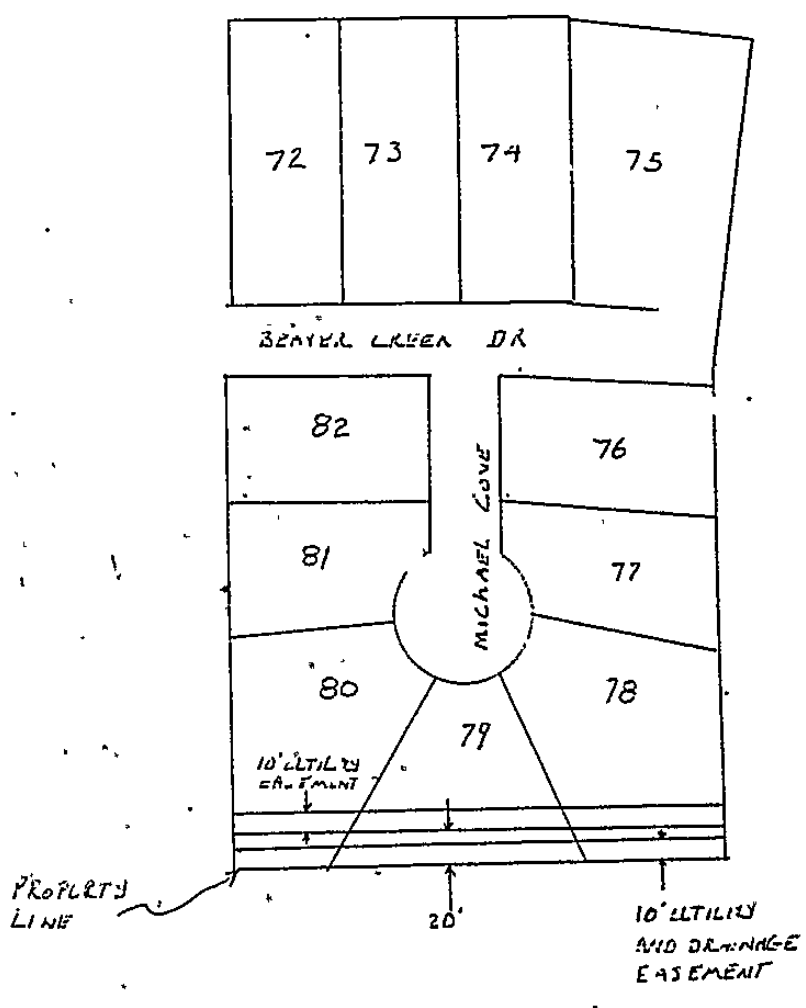 72 73 74 75
BEAVER CREEK DR
82
76
MICHAEL COVE
81
77
80
78
79
10' UTILITY
EASEMENT
PROPERTY
LINE
20'
10' UTILITY
AND DRAINAGE
EASEMENT